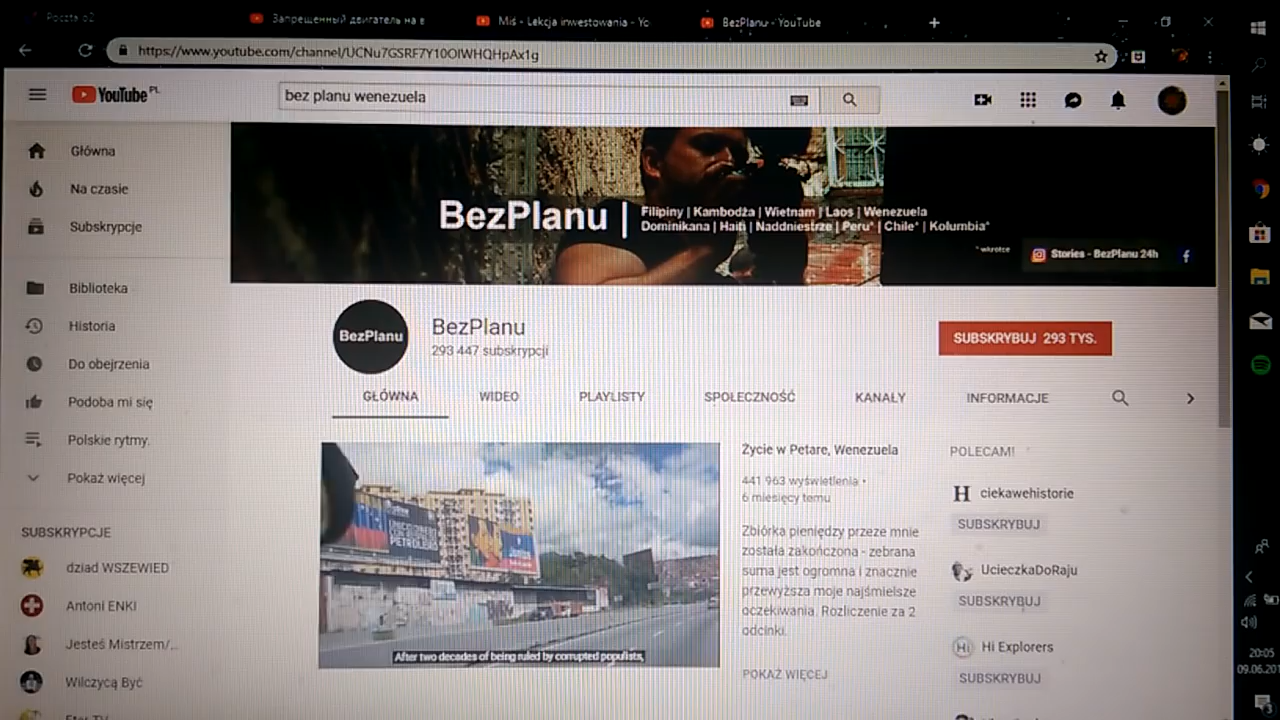 Poczta o2
Запрещенный двигатель на в
Miś - Lekcja inwestowania - Yo
BezPlanu - YouTube
https://www.youtube.com/channel/UCNu7GSRF7Y10OlWHQHpAx1g
YouTube PL
bez planu wenezuela
Główna
Na czasie
Subskrypcje
Biblioteka
Historia
Do obejrzenia
Podoba mi się
Polskie rytmy.
Pokaż więcej
SUBSKRYPCJE
dziad WSZEWIED
Antoni ENKI
Jesteś Mistrzem/...
Wilczycą Być
BezPlanu |
Filipiny | Kambodża | Wietnam | Laos | Wenezuela
Dominikana | Haiti | Naddniestrze | Peru* | Chile* | Kolumbia*
* wkrótce
Stories - BezPlanu 24h
BezPlanu
BezPlanu
293 447 subskrypcji
SUBSKRYBUJ 293 TYS.
GŁÓWNA WIDEO PLAYLISTY SPOŁECZNOŚĆ KANAŁY INFORMACJE
PETROLEROS
After two decades of being ruled by corrupted populists,
Życie w Petare, Wenezuela
441 963 wyświetlenia •
6 miesięcy temu
Zbiórka pieniędzy przeze mnie
została zakończona - zebrana
suma jest ogromna i znacznie
przewyższa moje najśmielsze
oczekiwania. Rozliczenie za 2
odcinki.
POKAŻ WIĘCEJ
POLECAM!
H ciekawehistorie
SUBSKRYBUJ
UcieczkaDoRaju
SUBSKRYBUJ
Hi Hi Explorers
SUBSKRYBUJ
20:05
09.06.201